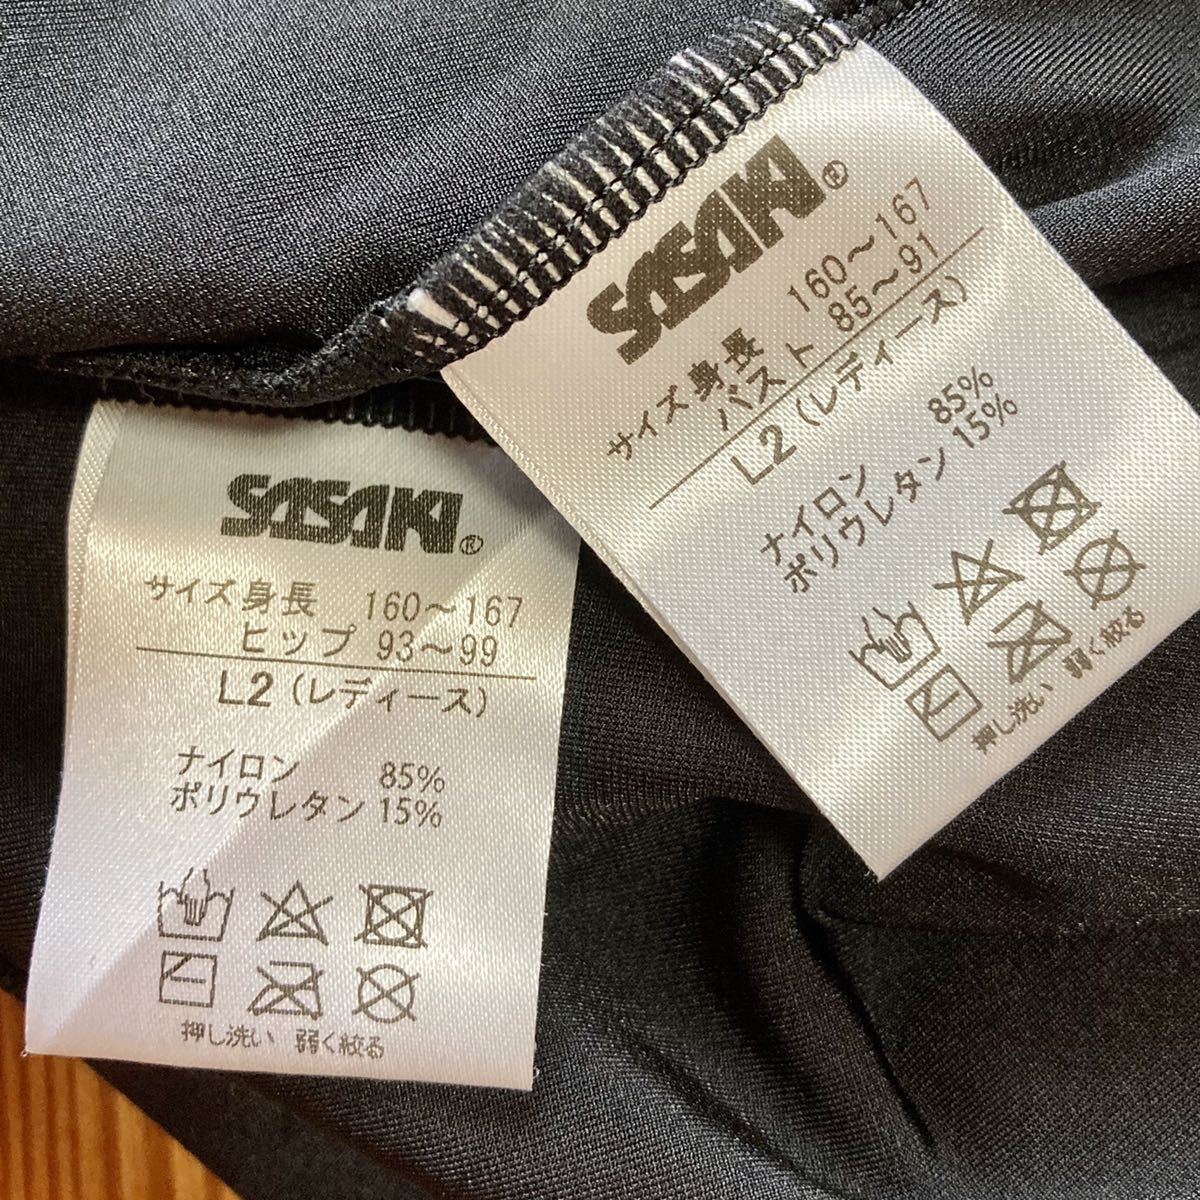 SASAKI®
サイズ 身長 160～167
ヒップ 93～99
L2 (レディース)
ナイロン 85%
ポリウレタン 15%
押し洗い 弱く絞る
SASAKI®
サイズ 身長 160～167
バスト 85～91
L2 (レディース)
ナイロン 85%
ポリウレタン 15%
押し洗い 弱く絞る